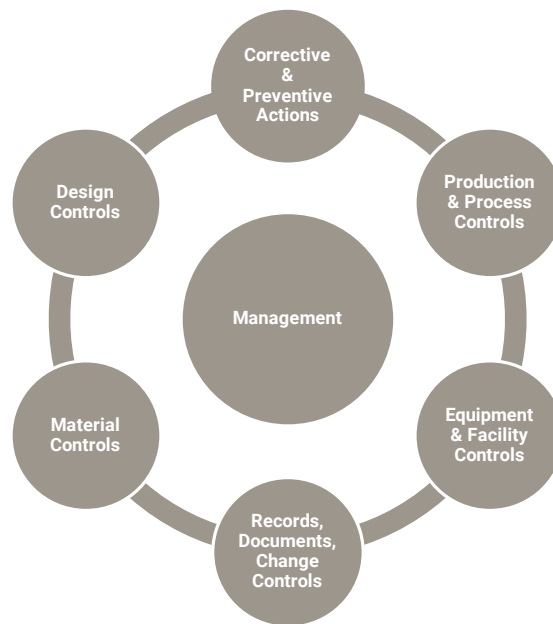 Corrective
&
Preventive
Actions
Production
& Process
Controls
Equipment
& Facility
Controls
Records,
Documents,
Change
Controls
Material
Controls
Design
Controls
Management